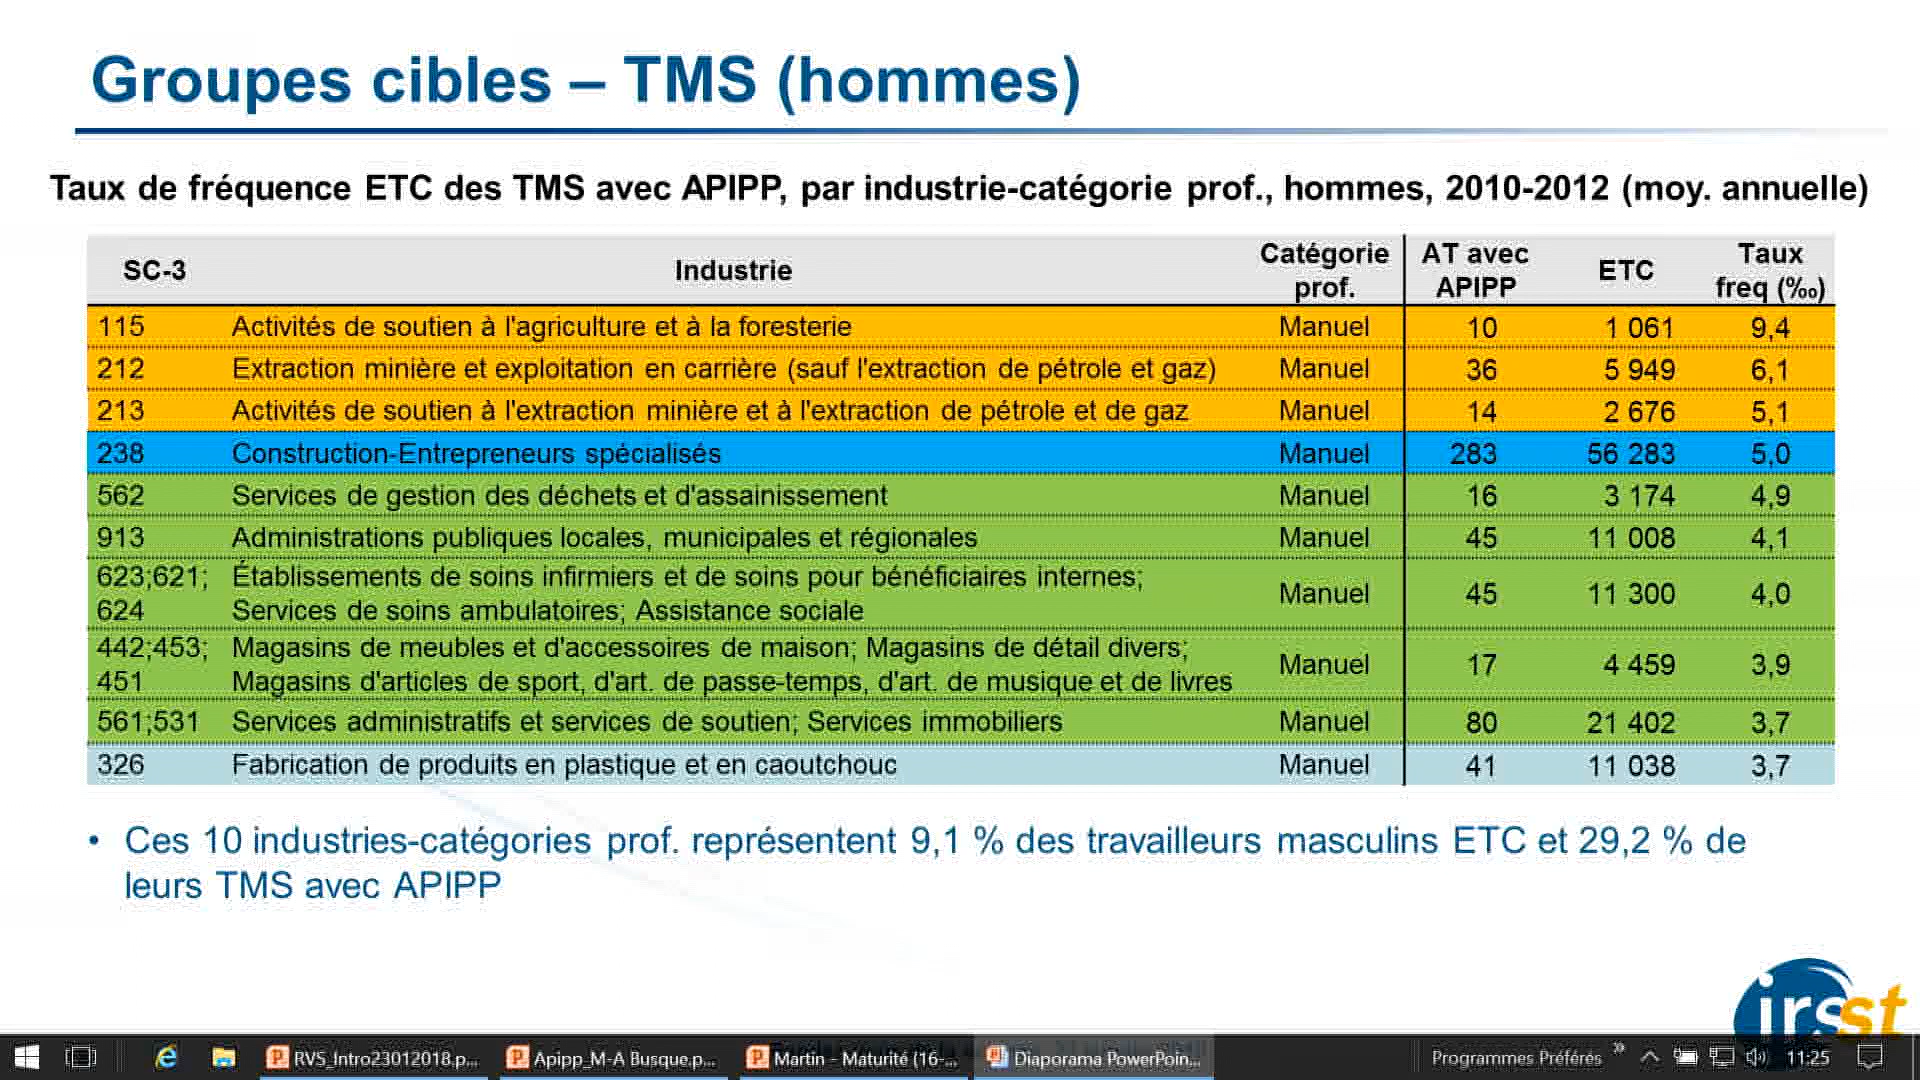 Groupes cibles – TMS (hommes)
Taux de fréquence ETC des TMS avec APIPP, par industrie-catégorie prof., hommes, 2010-2012 (moy. annuelle)
SC-3 Industrie Catégorie prof. AT avec APIPP ETC Taux freq (‰)
115 Activités de soutien à l'agriculture et à la foresterie Manuel 10 1 061 9,4
212 Extraction minière et exploitation en carrière (sauf l'extraction de pétrole et gaz) Manuel 36 5 949 6,1
213 Activités de soutien à l'extraction minière et à l'extraction de pétrole et de gaz Manuel 14 2 676 5,1
238 Construction-Entrepreneurs spécialisés Manuel 283 56 283 5,0
562 Services de gestion des déchets et d'assainissement Manuel 16 3 174 4,9
913 Administrations publiques locales, municipales et régionales Manuel 45 11 008 4,1
623;621; Établissements de soins infirmiers et de soins pour bénéficiaires internes;
624 Services de soins ambulatoires; Assistance sociale Manuel 45 11 300 4,0
442;453; Magasins de meubles et d'accessoires de maison; Magasins de détail divers;
451 Magasins d'articles de sport, d'art. de passe-temps, d'art. de musique et de livres Manuel 17 4 459 3,9
561;531 Services administratifs et services de soutien; Services immobiliers Manuel 80 21 402 3,7
326 Fabrication de produits en plastique et en caoutchouc Manuel 41 11 038 3,7
• Ces 10 industries-catégories prof. représentent 9,1 % des travailleurs masculins ETC et 29,2 % de
leurs TMS avec APIPP
irsst
RVS_Intro23012018.p... Apipp_M-A Busque.p... Martin - Maturité (16-... Diaporama PowerPoin... Programmes Préférés » 11:25